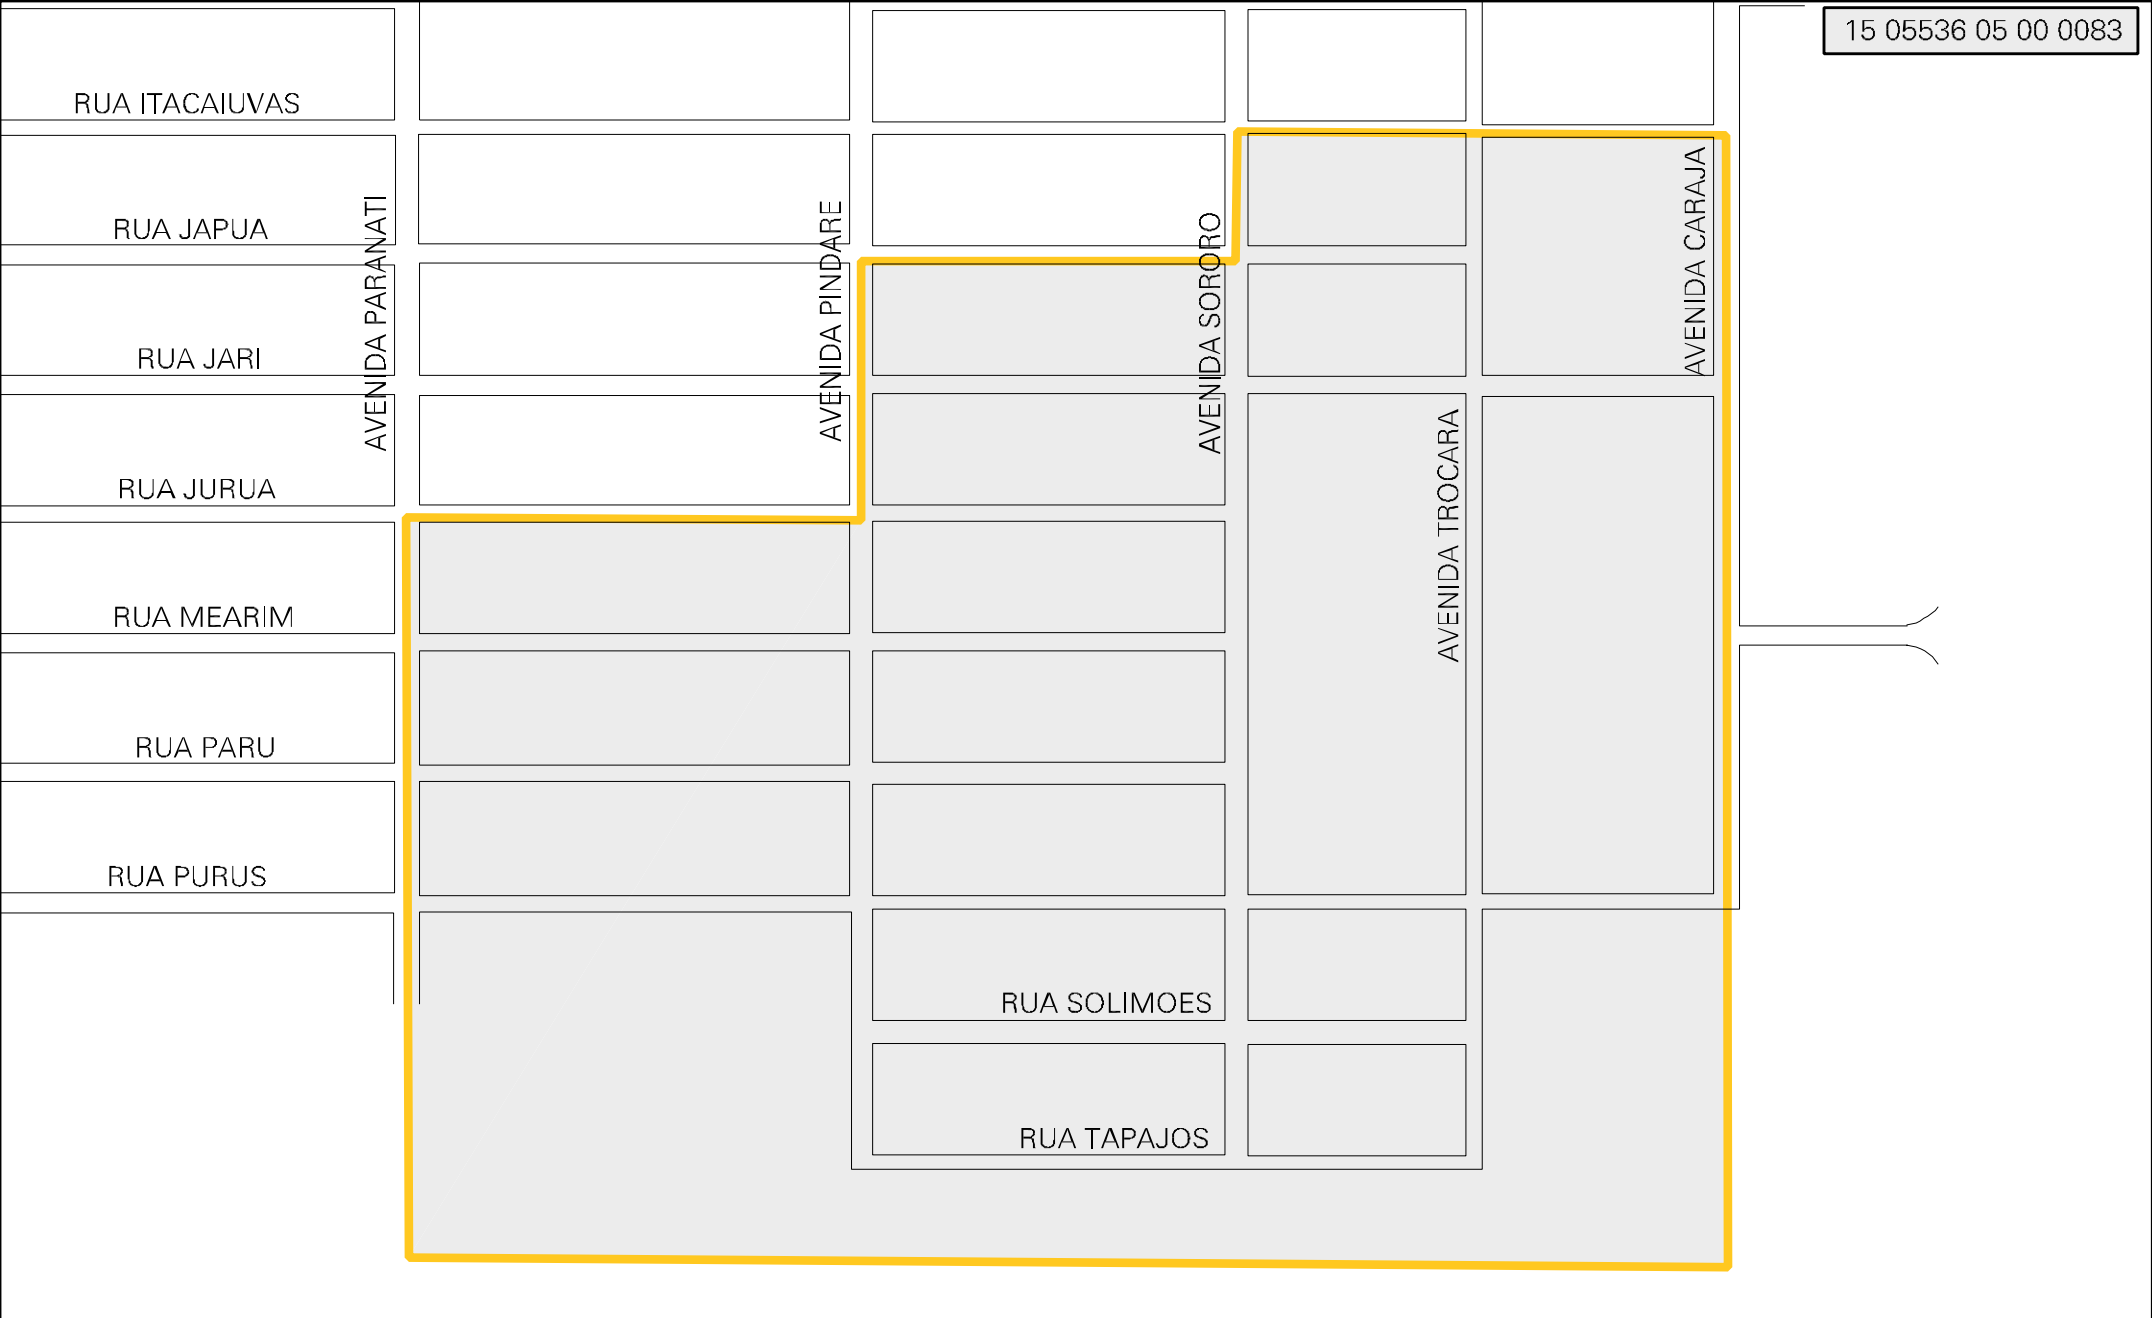 15 05536 05 00 0083
RUA ITACAIUVAS
RUA JAPUA
AVENIDA PARANATI
AVENIDA PINDARE
AVENIDA SORORO
AVENIDA CARAJA
RUA JARI
RUA JURUA
AVENIDA TROCARA
RUA MEARIM
RUA PARU
RUA PURUS
RUA SOLIMOES
RUA TAPAJOS